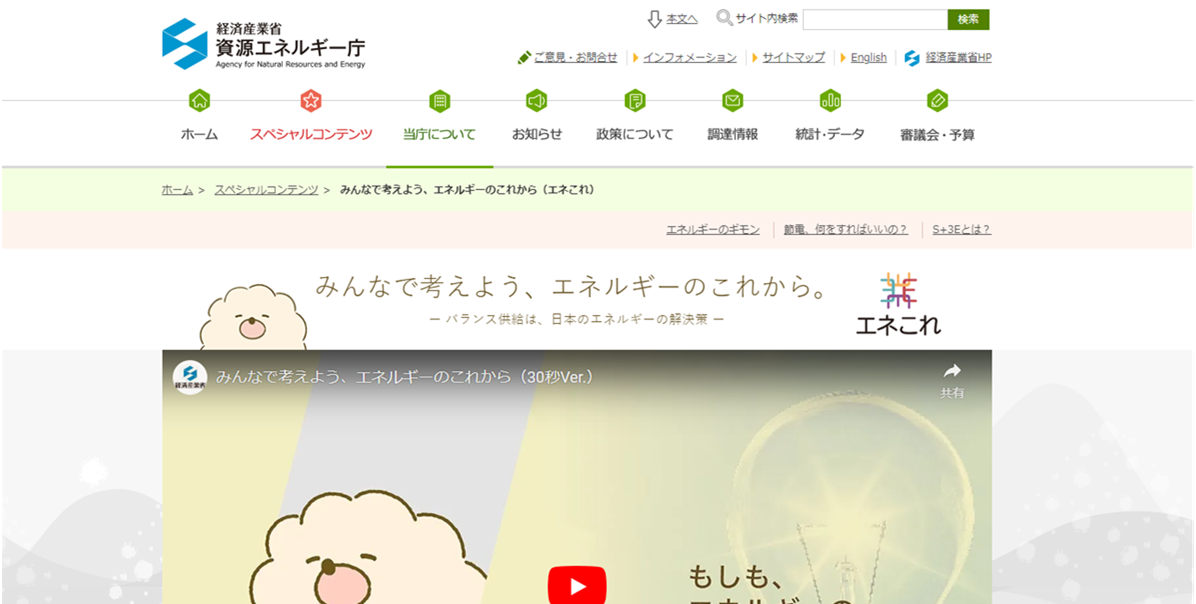 本文へ サイト内検索 検索
経済産業省
資源エネルギー庁
Agency for Natural Resources and Energy
ご意見・お問合せ インフォメーション サイトマップ English 経済産業省HP
ホーム スペシャルコンテンツ 当庁について お知らせ 政策について 調達情報 統計・データ 審議会・予算
ホーム > スペシャルコンテンツ > みんなで考えよう、エネルギーのこれから（エネこれ）
エネルギーのギモン 節電、何をすればいいの？ S+3Eとは？
みんなで考えよう、エネルギーのこれから。
ー バランス供給は、日本のエネルギーの解決策 ー
エネこれ
経済産業省
みんなで考えよう、エネルギーのこれから（30秒Ver.）
共有
もしも、
エネルギーの